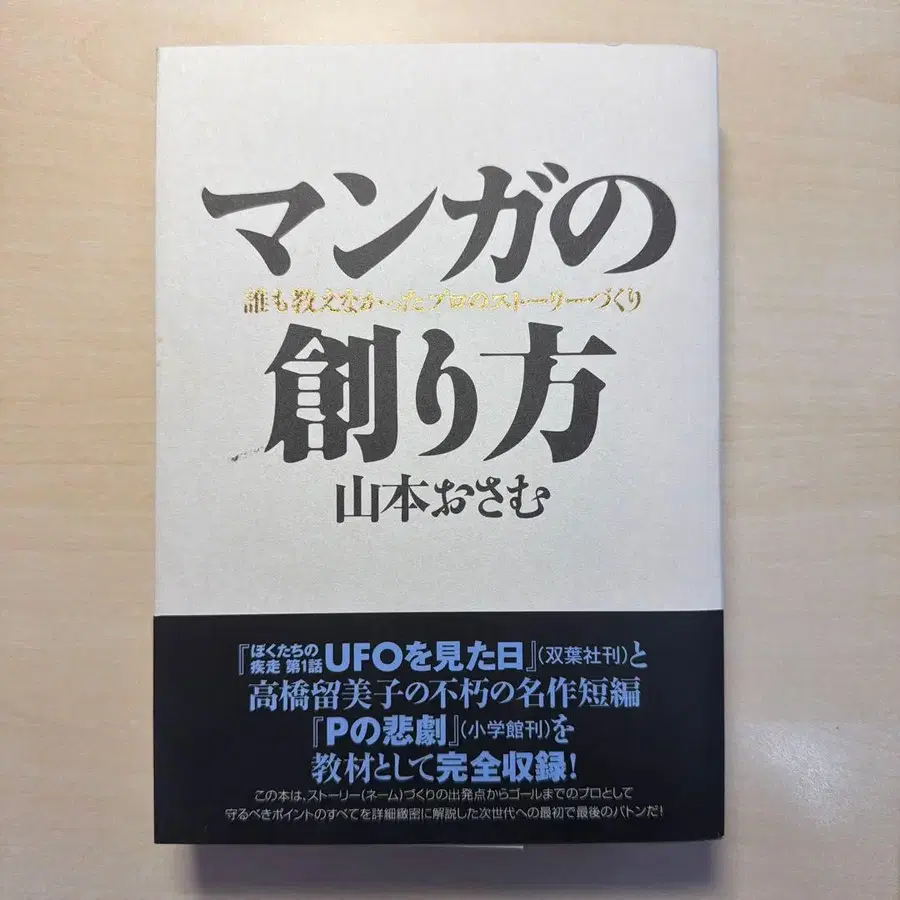 マンガの
誰も教えなかったプロのストーリーづくり
創り方
山本おさむ
『ぼくたちの疾走 第1話 UFOを見た日』(双葉社刊)と
高橋留美子の不朽の名作短編
『Pの悲劇』(小学館刊)を
教材として完全収録!
この本は、ストーリー(ネーム)づくりの出発点からゴールまでのプロとして
守るべきポイントのすべてを詳細緻密に解説した次世代への最初で最後のバトンだ!